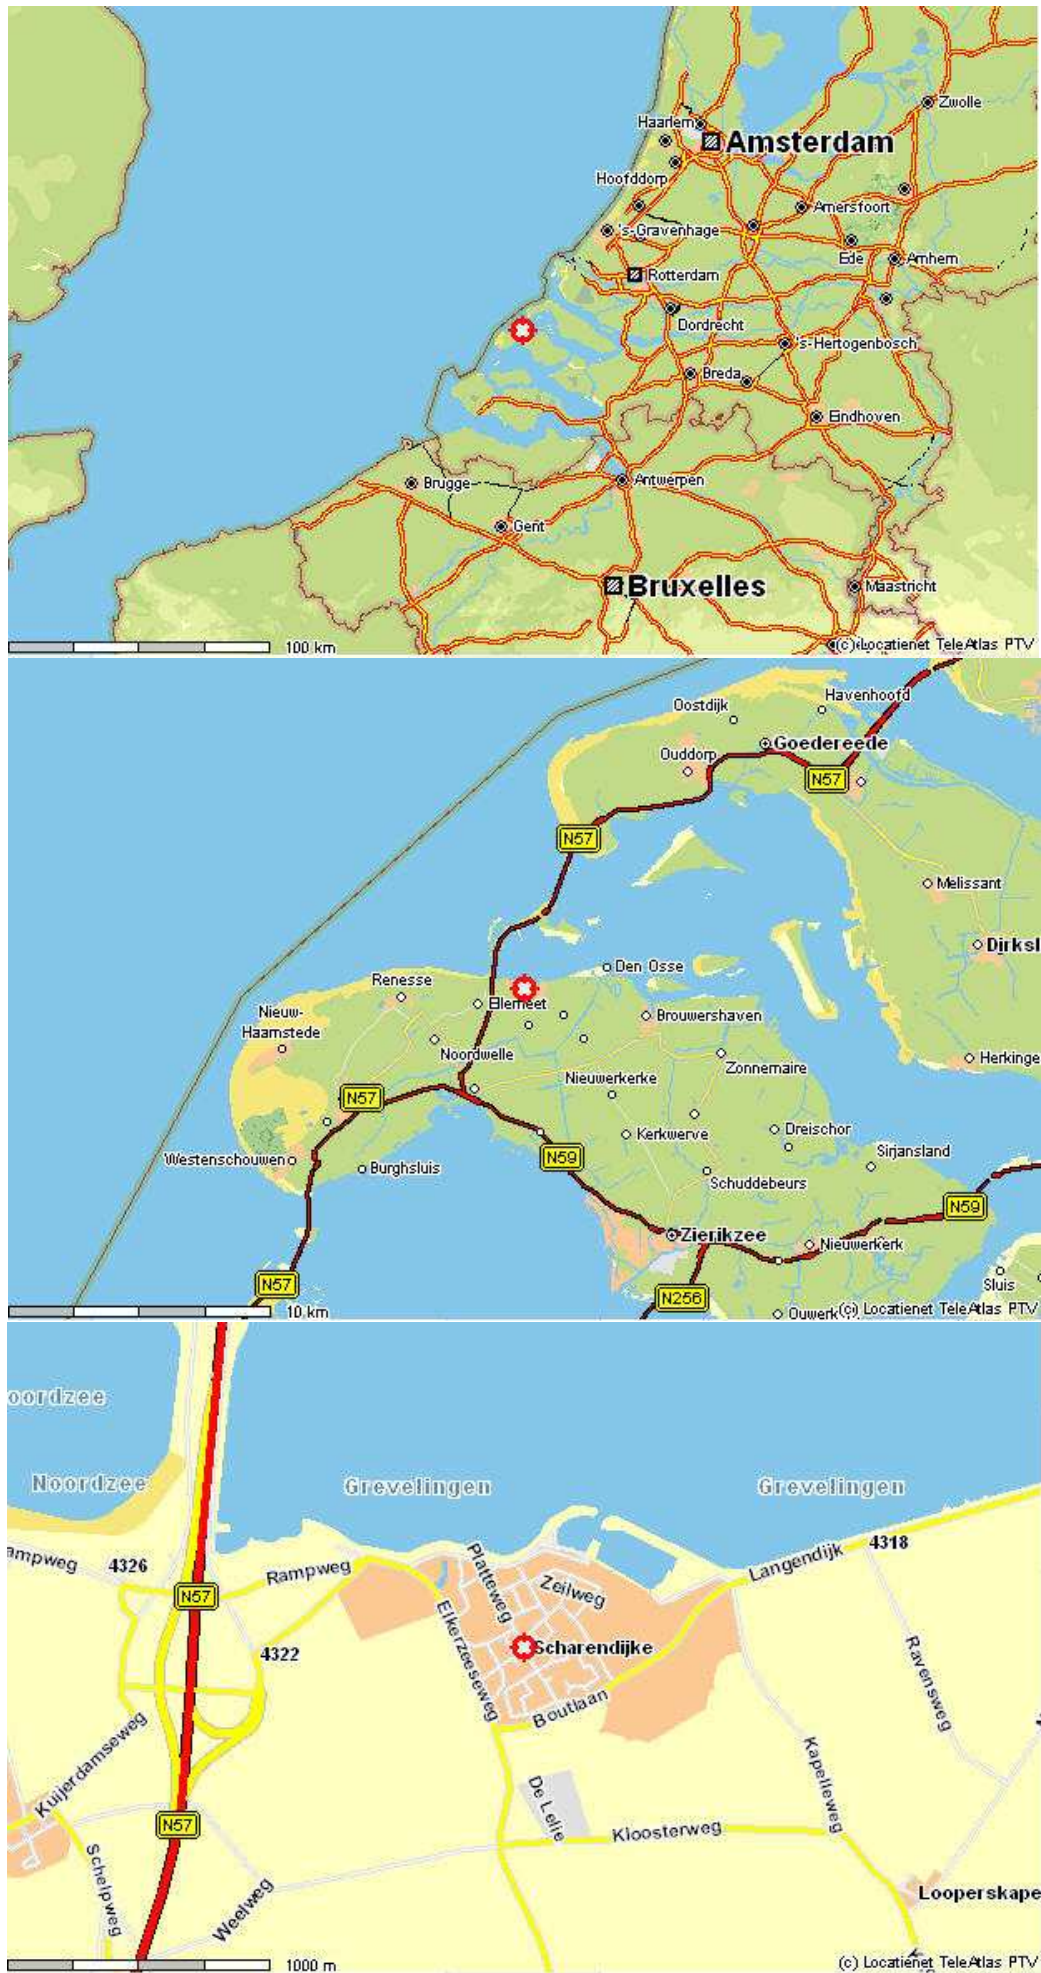 Zwolle
Haarlem
Amsterdam
Hoofddorp
Amersfoort
's-Gravenhage
Ede
Arnhem
Rotterdam
Dordrecht
's-Hertogenbosch
Breda
Eindhoven
Brugge
Antwerpen
Gent
Bruxelles
Maastricht
100 km
(c) Locatienet TeleAtlas PTV
Havenhoofd
Oostdijk
Goedereede
Ouddorp
N57
N57
Melissant
Dirksl
Den Osse
Renesse
Ellemeet
Nieuw-
Haamstede
Brouwershaven
Noordwelle
Herkinge
Zonnemaire
Nieuwerkerke
N57
Kerkwerve
Dreischor
Sirjansland
N59
Westenschouwen
Burghsluis
Schuddebeurs
N59
Zierikzee
Nieuwerkerk
N57
Sluis
N256
10 km
Ouwerk
(c) Locatienet TeleAtlas PTV
oordzee
Noordzee
Grevelingen
Grevelingen
4318
ampweg
4326
Rampweg
Platteweg
Langendijk
Zeilweg
N57
Elkerzeeseweg
Scharendijke
4322
Ravensweg
Boutlaan
Kuijerdamseweg
Kapelleweg
De Lelie
N57
Kloosterweg
Schelpweg
Weelweg
Looperskape
1000 m
(c) Locatienet TeleAtlas PTV